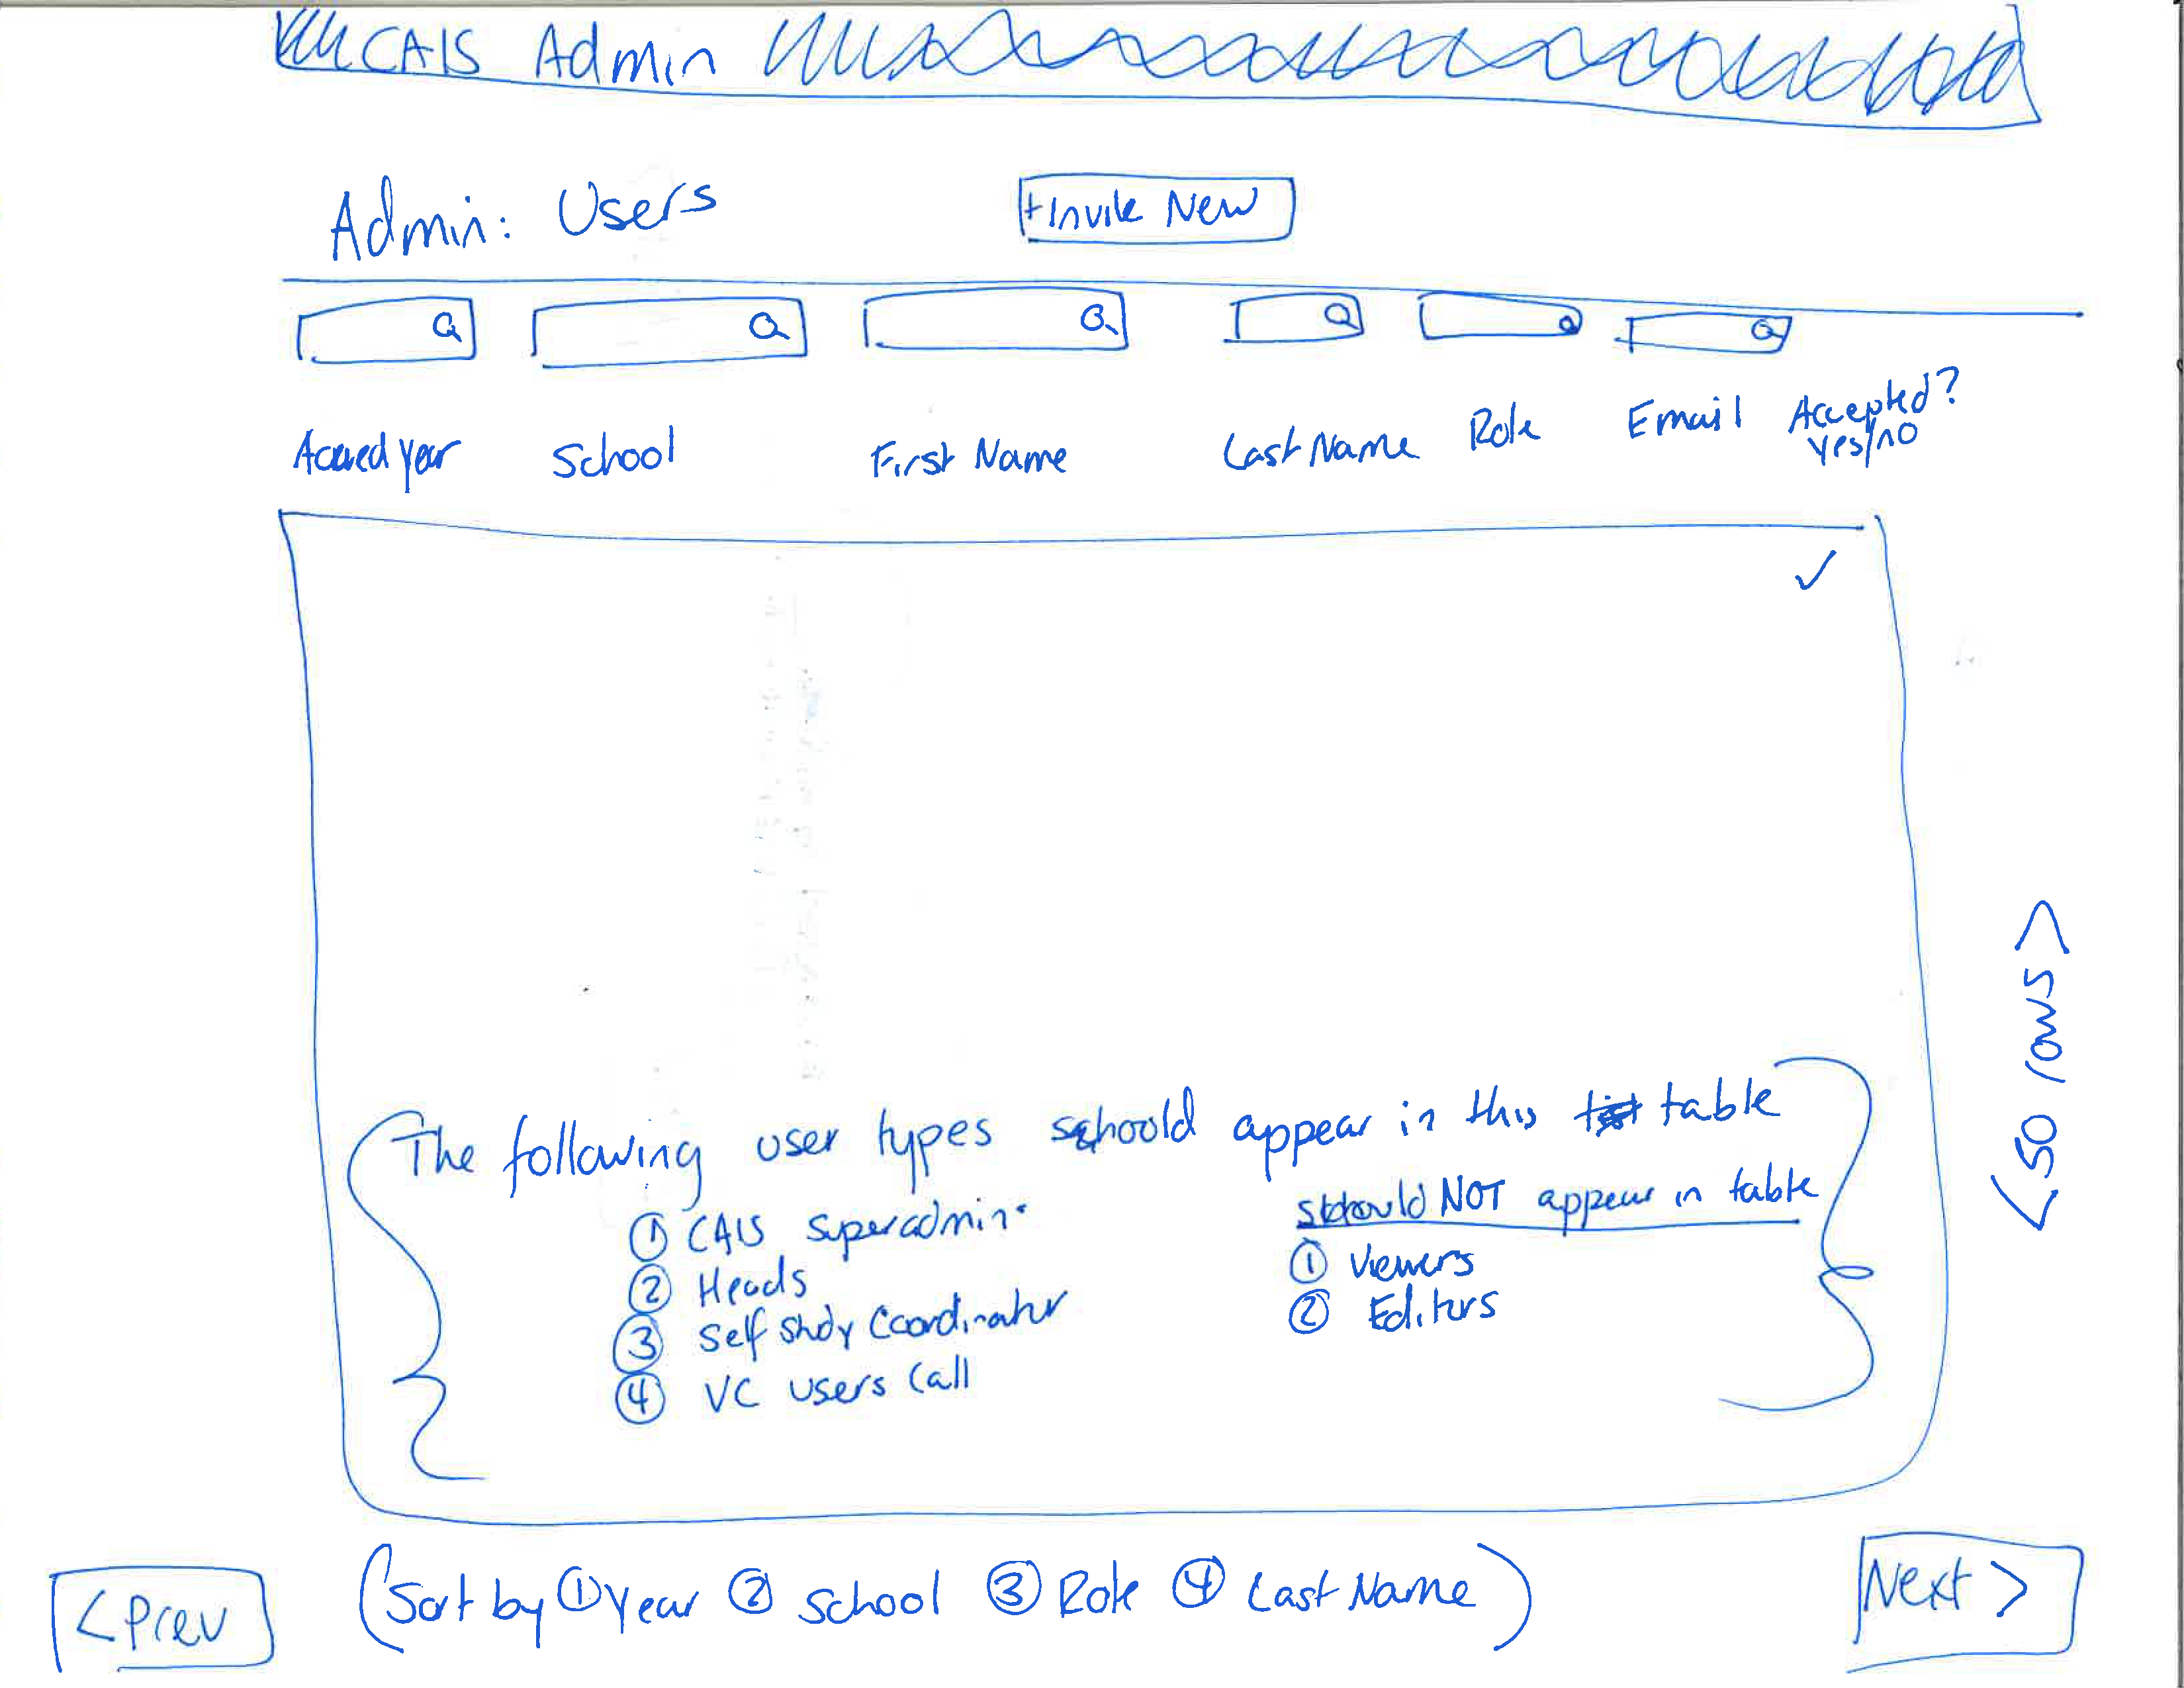 CAIS Admin
Admin: Users
+Invite New
Accred Year School First Name Last Name Role Email Accepted?
yes/no
✓
<50 rows>
The following user types schoold appear in this table
① CAIS Superadmin
② Heads
③ Self Study Coordinator
④ VC users (all
should NOT appear in table
① Viewers
② Editors
<Prev
(Sort by ① Year ② School ③ Role ④ Last Name)
Next >